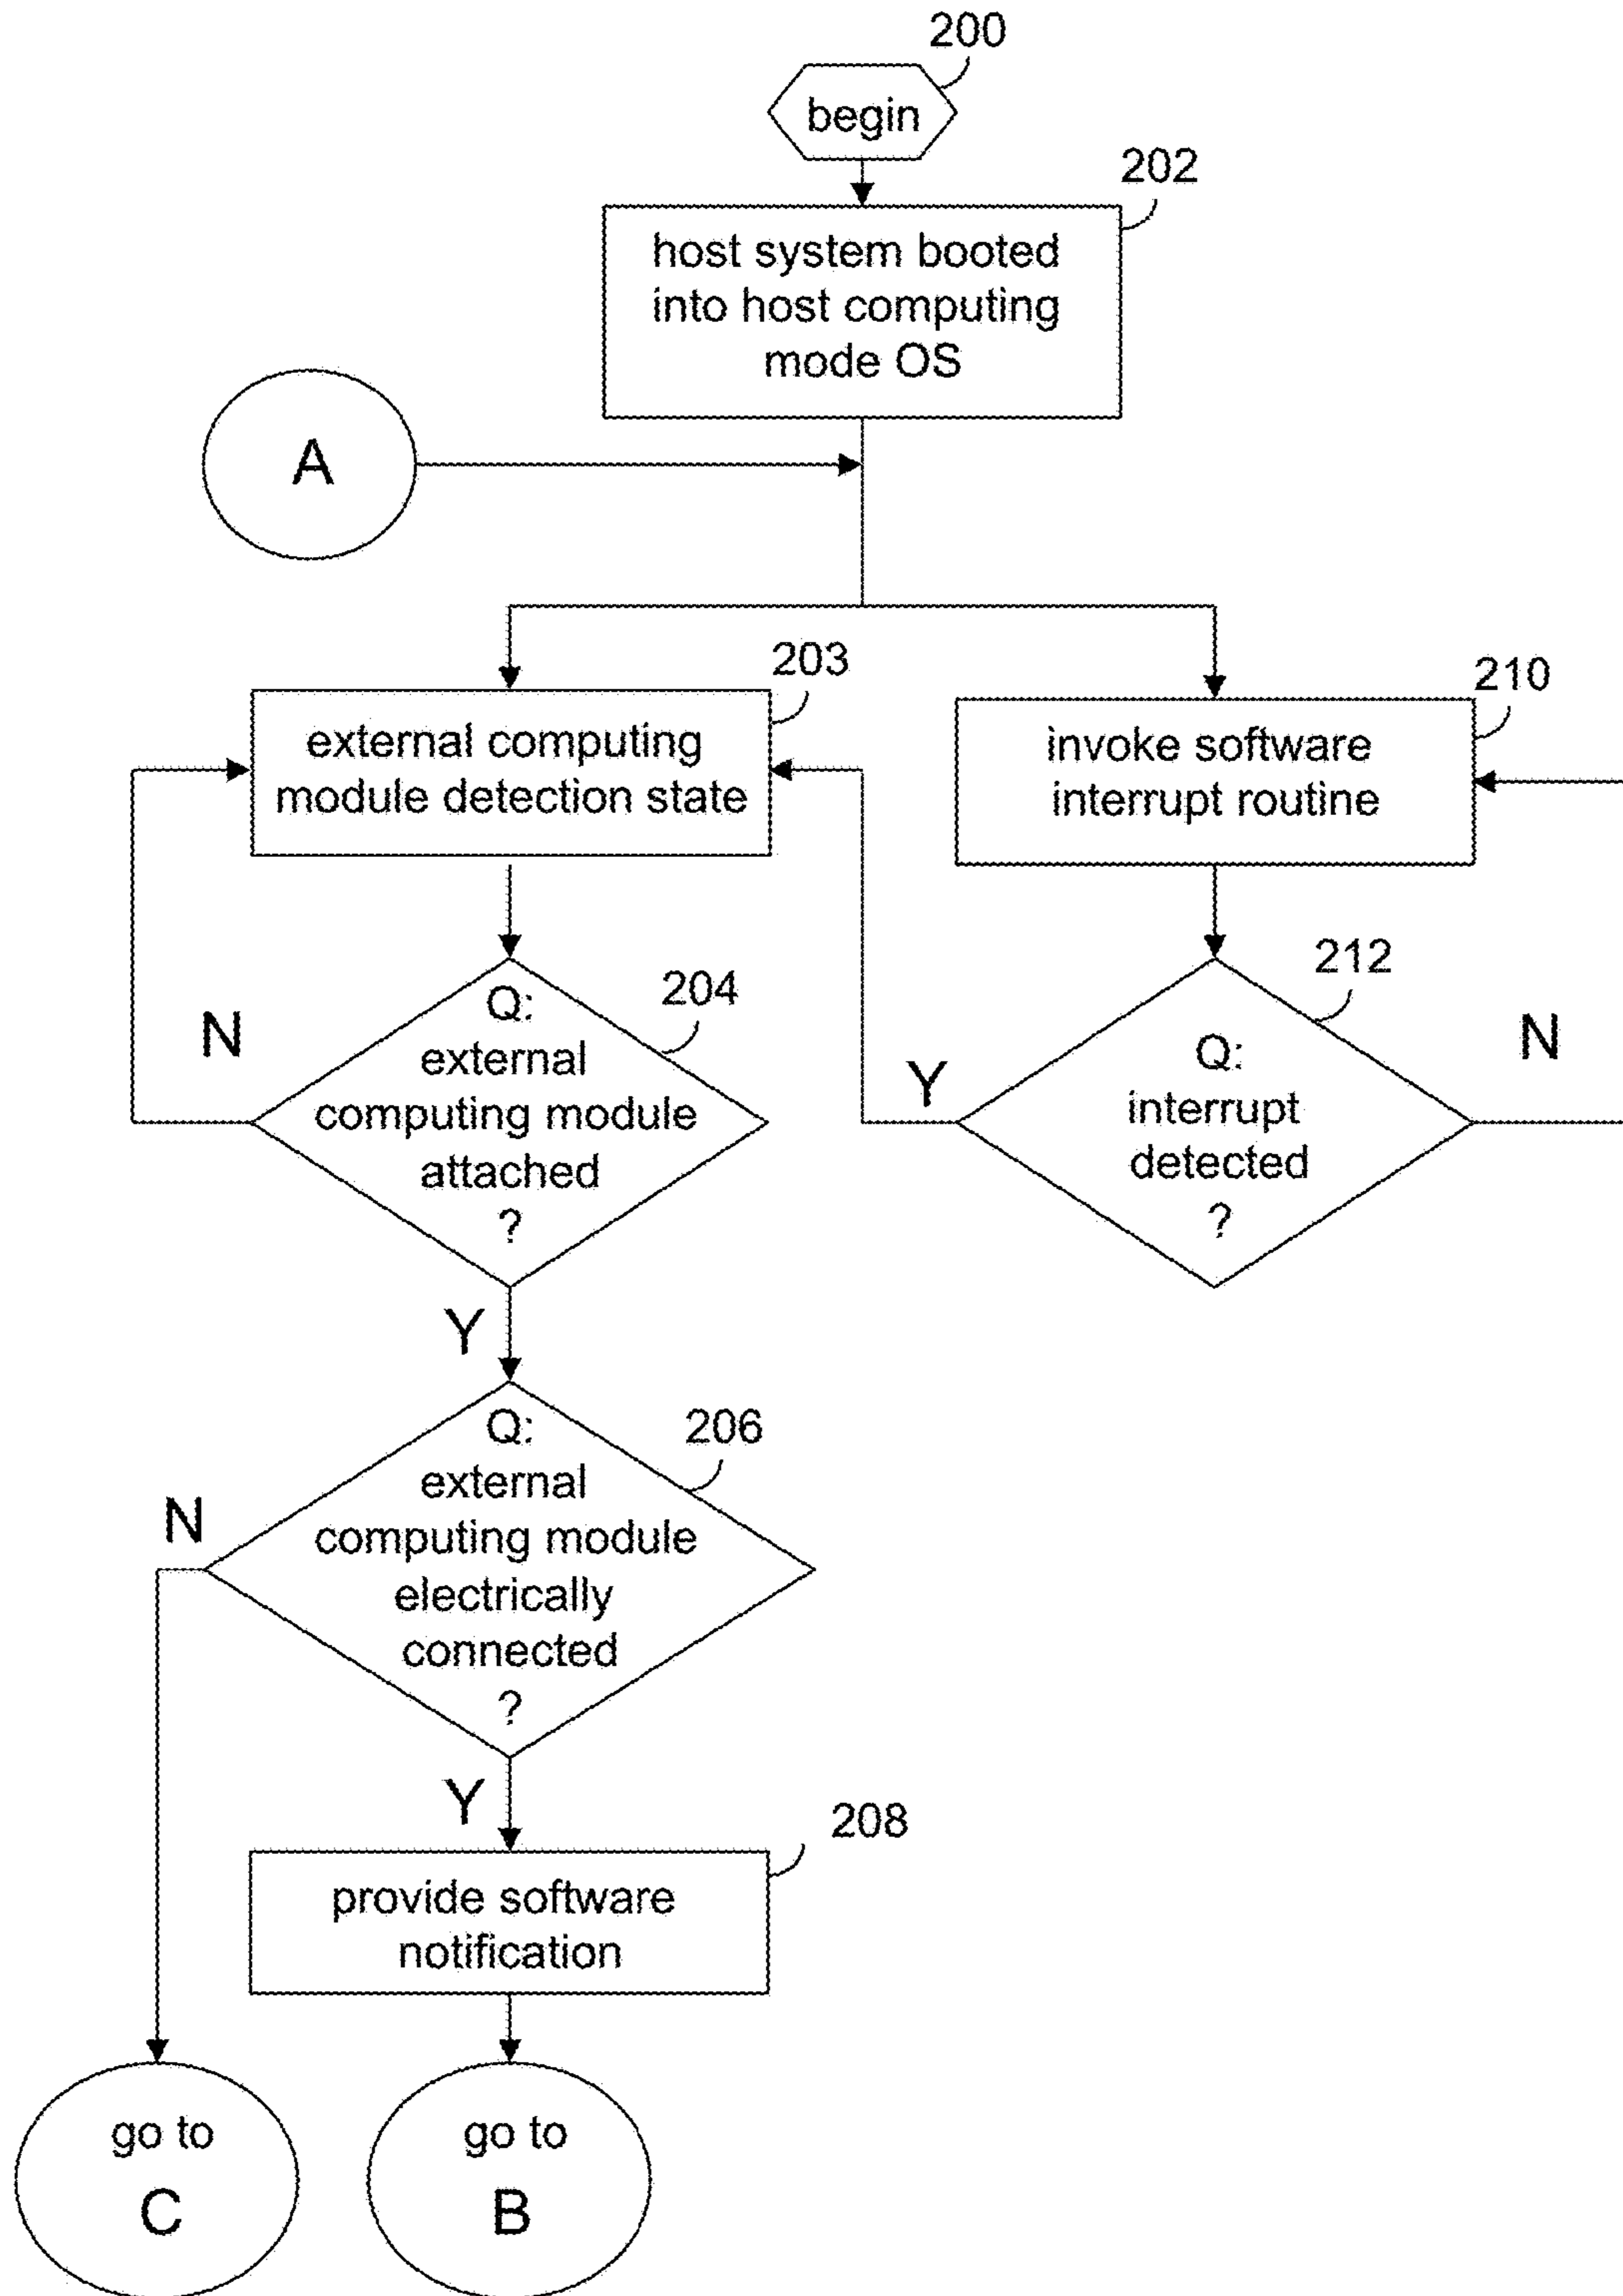 200
begin
202
host system booted
into host computing
mode OS
A
203
external computing
module detection state
210
invoke software
interrupt routine
204
Q:
external
computing module
attached
?
N
212
Q:
interrupt
detected
?
Y
N
Y
206
Q:
external
computing module
electrically
connected
?
N
Y
208
provide software
notification
go to
C
go to
B